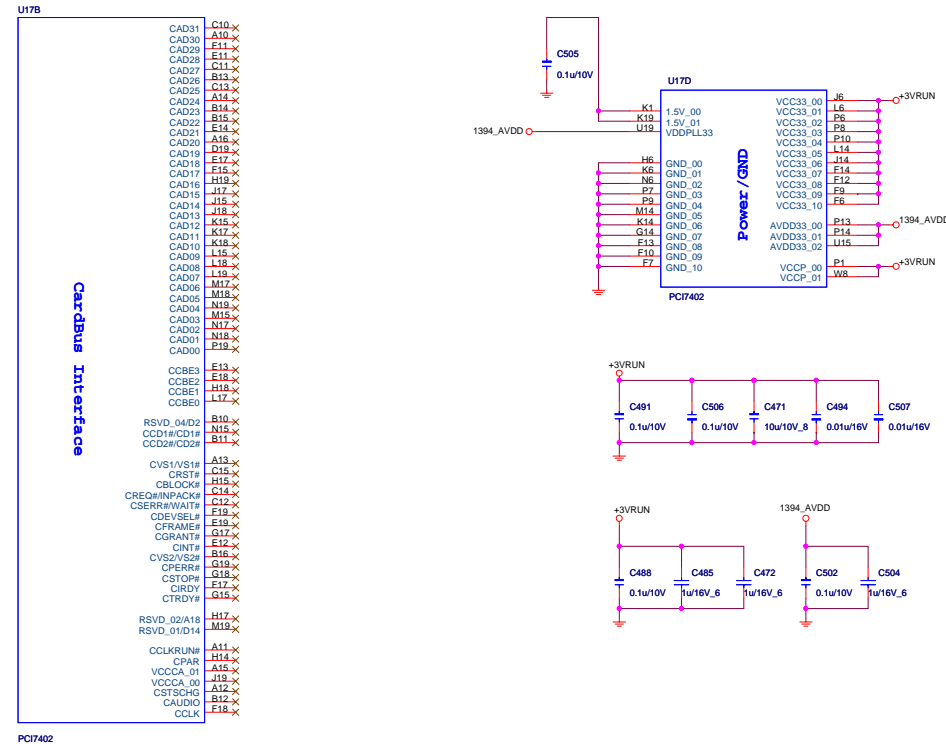 U17B
CAD31 C10
CAD30 A10
CAD29 F11
CAD28 E11
CAD27 C11
CAD26 B13
CAD25 C13
CAD24 A14
CAD23 B14
CAD22 B15
CAD21 E14
CAD20 A16
CAD19 D19
CAD18 E17
CAD17 F15
CAD16 H19
CAD15 J17
CAD14 J15
CAD13 J18
CAD12 K15
CAD11 K17
CAD10 K18
CAD09 L15
CAD08 L18
CAD07 L19
CAD06 M17
CAD05 M18
CAD04 N19
CAD03 M15
CAD02 N17
CAD01 N18
CAD00 P19
CCBE3 E13
CCBE2 E18
CCBE1 H18
CCBE0 L17
RSVD_04/D2 B10
CCD1#/CD1# N15
CCD2#/CD2# B11
CVS1/VS1# A13
CRST# C15
CBLOCK# H15
CREQ#/INPACK# C14
CSERR#/WAIT# C12
CDEVSEL# F19
CFRAME# E19
CGRANT# G17
CINT# E12
CVS2/VS2# B16
CPERR# G19
CSTOP# G18
CIRDY F17
CTRDY# G15
RSVD_02/A18 H17
RSVD_01/D14 M19
CCLKRUN# A11
CPAR H14
VCCCA_01 A15
VCCCA_00 J19
CSTSCHG A12
CAUDIO B12
CCLK F18
CardBus Interface
PCI7402
C505
0.1u/10V
U17D
K1 1.5V_00
K19 1.5V_01
1394_AVDD U19 VDDPLL33
H6 GND_00
K6 GND_01
N6 GND_02
P7 GND_03
P9 GND_04
M14 GND_05
K14 GND_06
G14 GND_07
F13 GND_08
F10 GND_09
F7 GND_10
Power/GND
VCC33_00 J6 +3VRUN
VCC33_01 L6
VCC33_02 P6
VCC33_03 P8
VCC33_04 P10
VCC33_05 L14
VCC33_06 J14
VCC33_07 F14
VCC33_08 F12
VCC33_09 F9
VCC33_10 F6
AVDD33_00 P13 1394_AVDD
AVDD33_01 P14
AVDD33_02 U15
VCCP_00 P1 +3VRUN
VCCP_01 W8
PCI7402
+3VRUN
C491 C506 C471 C494 C507
0.1u/10V 0.1u/10V 10u/10V_8 0.01u/16V 0.01u/16V
+3VRUN 1394_AVDD
C488 C485 C472 C502 C504
0.1u/10V 1u/16V_6 1u/16V_6 0.1u/10V 1u/16V_6